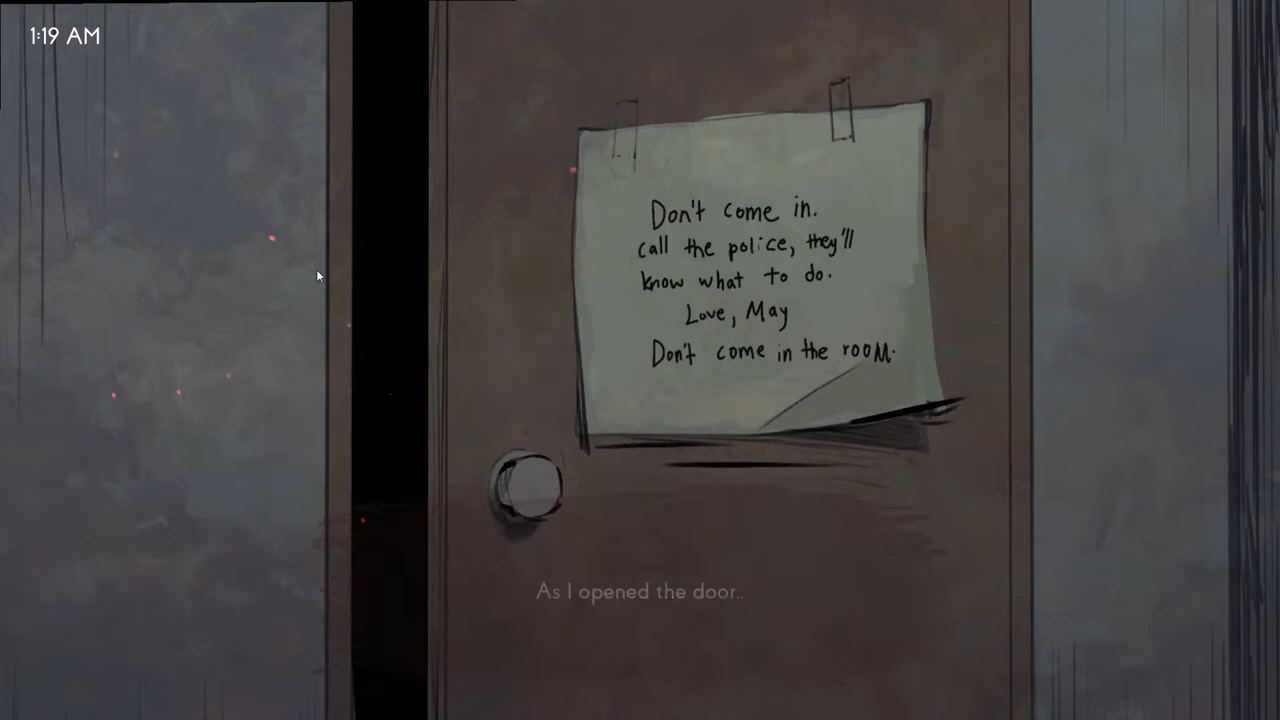 1:19 AM
Don't come in.
call the police, they'll
know what to do.
Love, May
Don't come in the rooM.
As I opened the door..